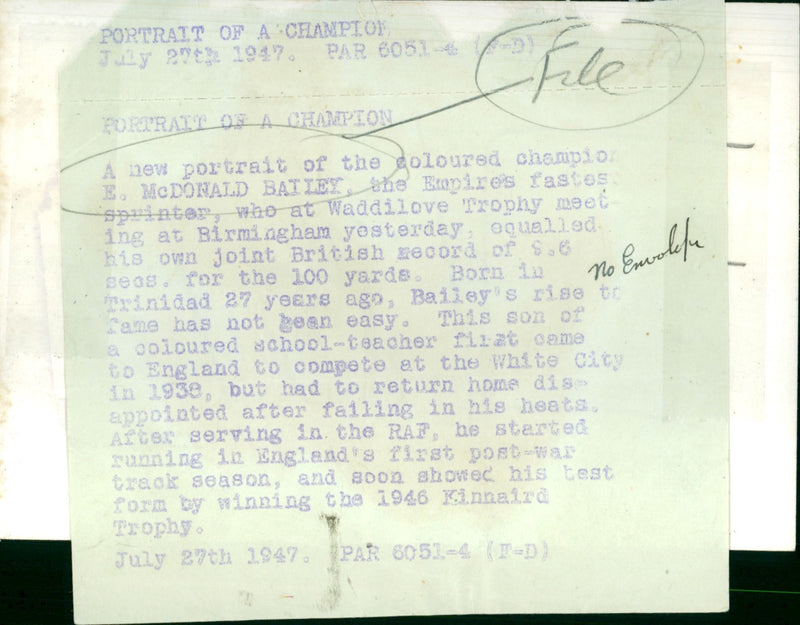 PORTRAIT OF A CHAMPION
July 27th 1947. PAR 6051-4 (F-D)
File
PORTRAIT OF A CHAMPION
A new portrait of the coloured champion
E. McDONALD BAILEY, the Empire's fastes
sprinter, who at Waddilove Trophy meet-
ing at Birmingham yesterday, equalled
his own joint British record of 9.6
secs. for the 100 yards. Born in
Trinidad 27 years ago, Bailey's rise to
fame has not been easy. This son of
a coloured school-teacher first came
to England to compete at the White City
in 1938, but had to return home dis-
appointed after failing in his heats.
After serving in the RAF, he started
running in England's first post-war
track season, and soon showed his best
form by winning the 1946 Kinnaird
Trophy.
July 27th 1947. PAR 6051-4 (F-D)
No Envelope